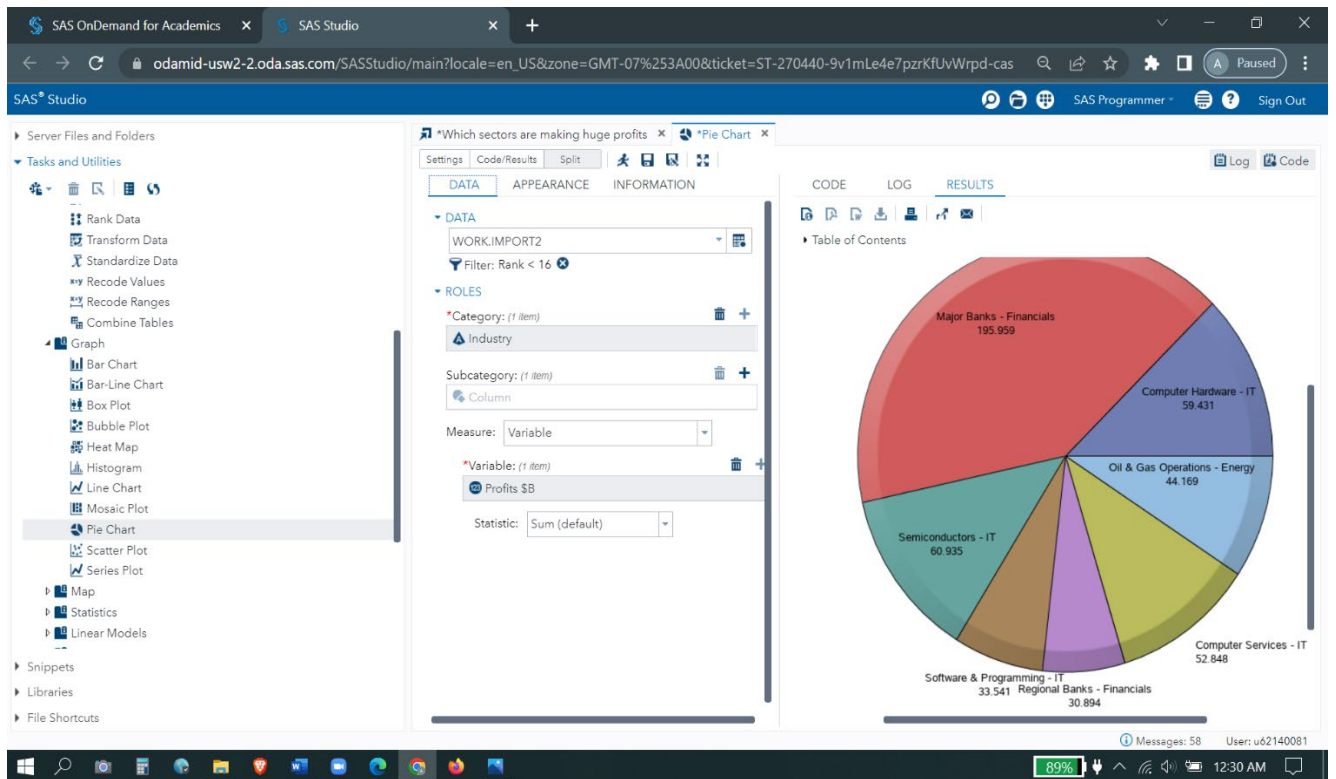 SAS OnDemand for Academics
SAS Studio
odamid-usw2-2.oda.sas.com/SASStudio/main?locale=en_US&zone=GMT-07%253A00&ticket=ST-270440-9v1mLe4e7pzrKfUvWrpd-cas
A
Paused
SAS® Studio
SAS Programmer
Sign Out
Server Files and Folders
Tasks and Utilities
Rank Data
Transform Data
Standardize Data
Recode Values
Recode Ranges
Combine Tables
Graph
Bar Chart
Bar-Line Chart
Box Plot
Bubble Plot
Heat Map
Histogram
Line Chart
Mosaic Plot
Pie Chart
Scatter Plot
Series Plot
Map
Statistics
Linear Models
Snippets
Libraries
File Shortcuts
*Which sectors are making huge profits
*Pie Chart
Settings
Code/Results
Split
Log
Code
DATA
APPEARANCE
INFORMATION
DATA
WORK.IMPORT2
Filter: Rank < 16
ROLES
*Category: (1 item)
Industry
Subcategory: (1 item)
Column
Measure:
Variable
*Variable: (1 item)
Profits $B
Statistic:
Sum (default)
CODE
LOG
RESULTS
Table of Contents
Major Banks - Financials
195.959
Computer Hardware - IT
59.431
Oil & Gas Operations - Energy
44.169
Semiconductors - IT
60.935
Computer Services - IT
52.848
Software & Programming - IT
33.541
Regional Banks - Financials
30.894
Messages: 58
User: u62140081
89%
12:30 AM